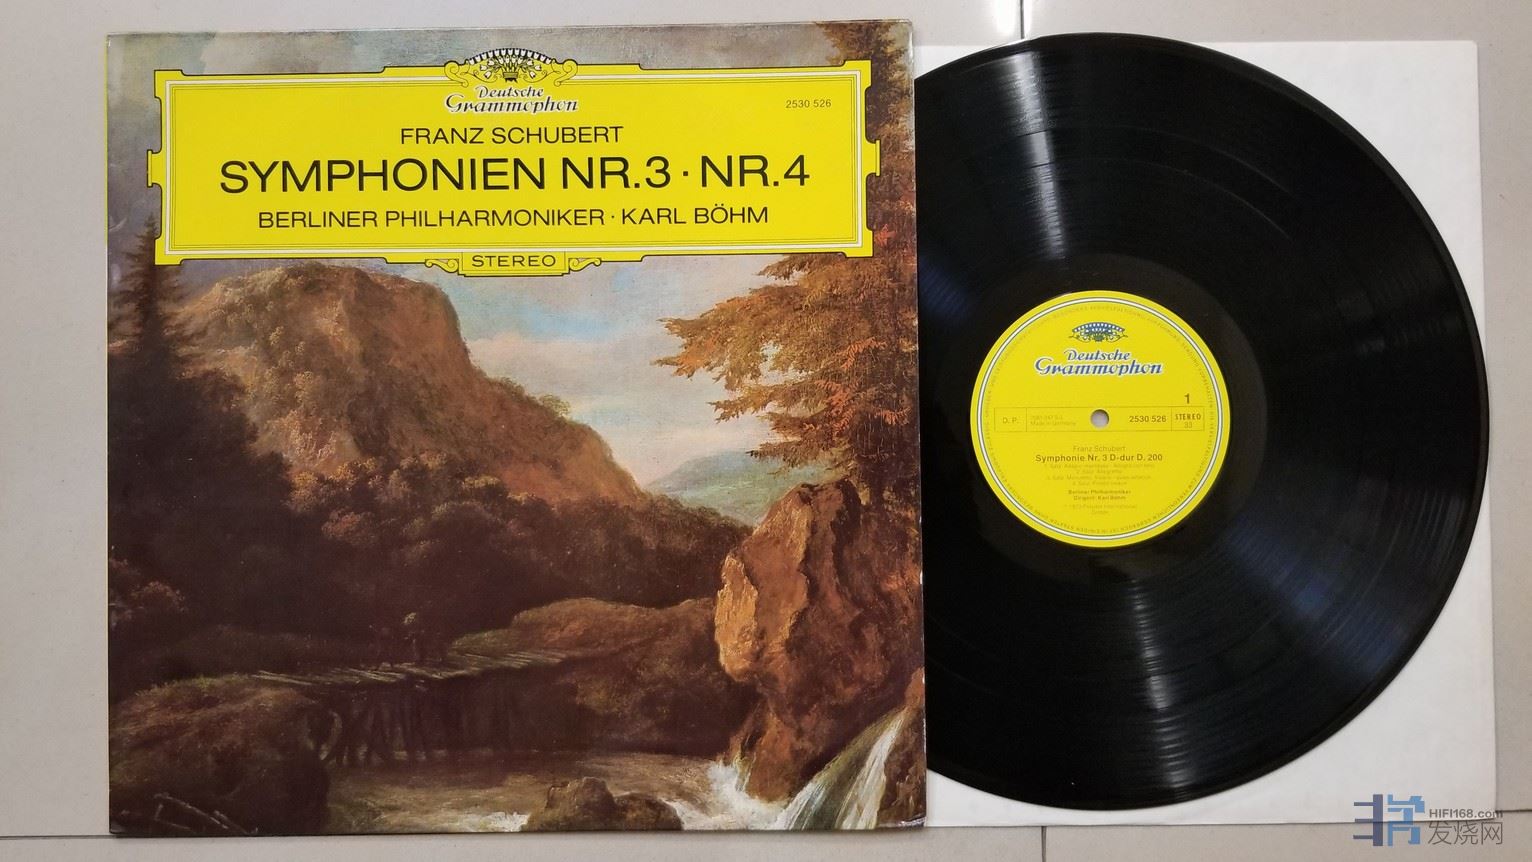 Deutsche
Grammophon
2530 526
FRANZ SCHUBERT
SYMPHONIEN NR.3 · NR.4
BERLINER PHILHARMONIKER · KARL BÖHM
STEREO
Deutsche
Grammophon
1
D. P.
Made in Germany
2530 526
STEREO
33
Franz Schubert
Symphonie Nr. 3 D-dur D. 200
Berliner Philharmoniker
Dirigent: Karl Böhm
HIFI168.com
发烧网